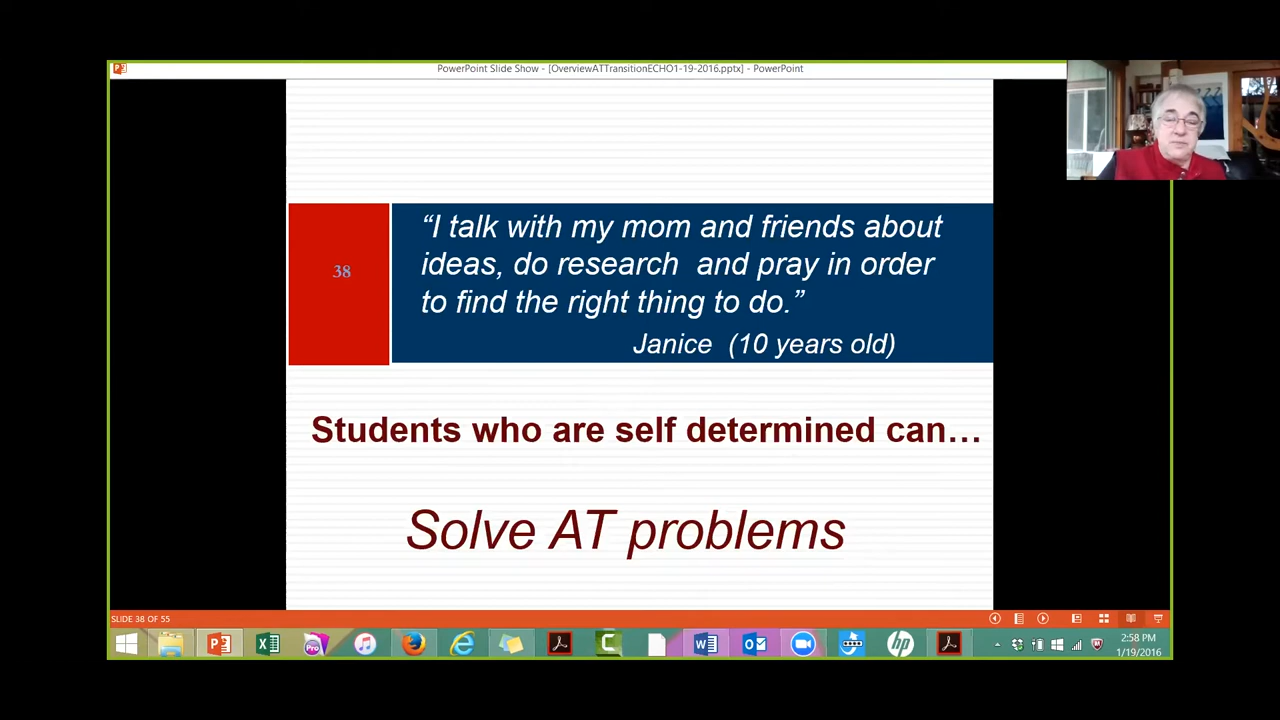 PowerPoint Slide Show - [OverviewATTransitionECHO1-19-2016.pptx] - PowerPoint
38
“I talk with my mom and friends about
ideas, do research and pray in order
to find the right thing to do.”
Janice (10 years old)
Students who are self determined can…
Solve AT problems
SLIDE 38 OF 55
Pro
hp
2:58 PM
1/19/2016